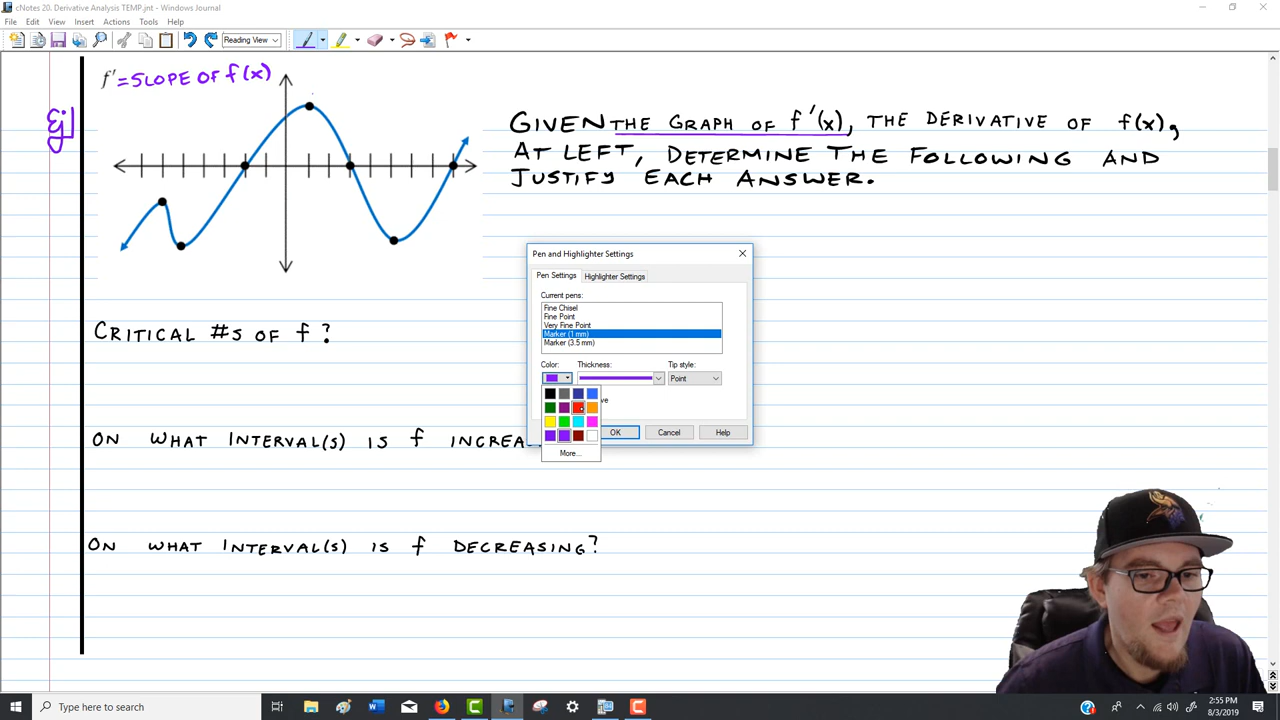 cNotes 20. Derivative Analysis TEMP.jnt - Windows Journal
File Edit View Insert Actions Tools Help
Reading View
f' = SLOPE OF f(x)
Ej
GIVEN THE GRAPH OF f'(x), THE DERIVATIVE OF f(x),
AT LEFT, DETERMINE THE FOLLOWING AND
JUSTIFY EACH ANSWER.
Pen and Highlighter Settings
Pen Settings Highlighter Settings
Current pens:
Fine Chisel
Fine Point
Very Fine Point
Marker (1 mm)
Marker (3.5 mm)
Color: Thickness: Tip style:
Point
OK Cancel Help
More...
CRITICAL #S OF f ?
ON WHAT INTERVAL(S) IS f INCREA
ON WHAT INTERVAL(S) IS f DECREASING?
Type here to search
2:55 PM
8/3/2019